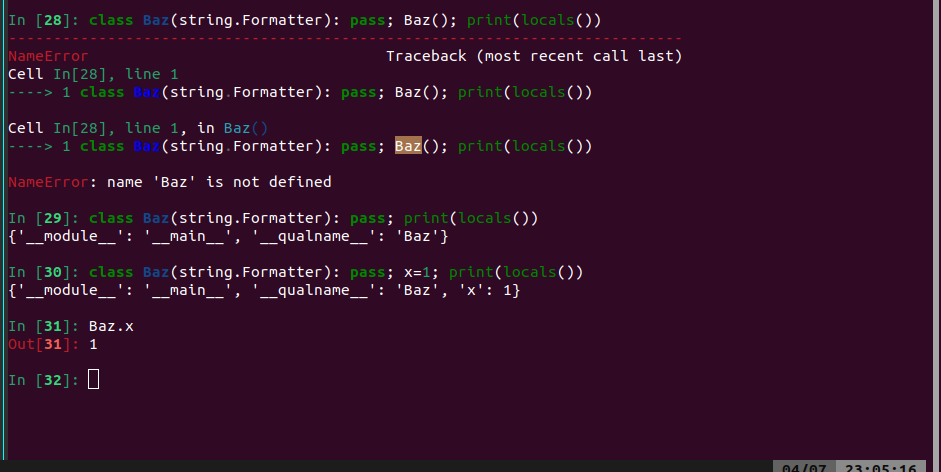 In [28]: class Baz(string.Formatter): pass; Baz(); print(locals())
---------------------------------------------------------------------------
NameError                                 Traceback (most recent call last)
Cell In[28], line 1
----> 1 class Baz(string.Formatter): pass; Baz(); print(locals())
Cell In[28], line 1, in Baz()
----> 1 class Baz(string.Formatter): pass; Baz(); print(locals())
NameError: name 'Baz' is not defined
In [29]: class Baz(string.Formatter): pass; print(locals())
{'__module__': '__main__', '__qualname__': 'Baz'}
In [30]: class Baz(string.Formatter): pass; x=1; print(locals())
{'__module__': '__main__', '__qualname__': 'Baz', 'x': 1}
In [31]: Baz.x
Out[31]: 1
In [32]:
04/07 23:05:16